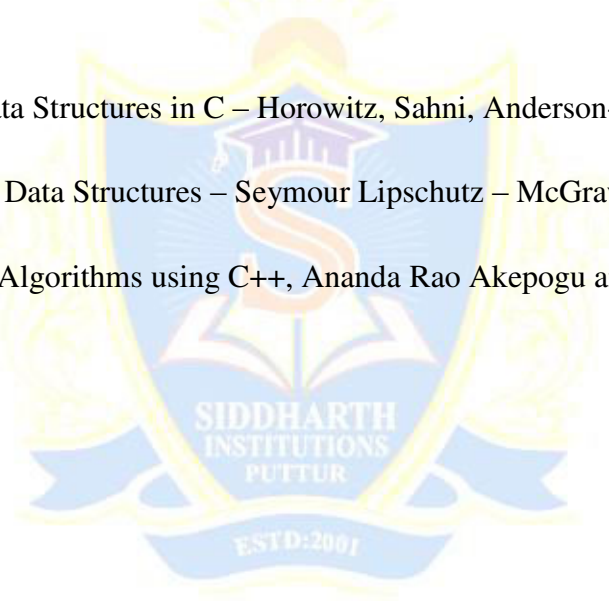 ta Structures in C – Horowitz, Sahni, Anderson-
Data Structures – Seymour Lipschutz – McGrav
Algorithms using C++, Ananda Rao Akepogu a
S
SIDDHARTH
INSTITUTIONS
PUTTUR
ESTD:2001